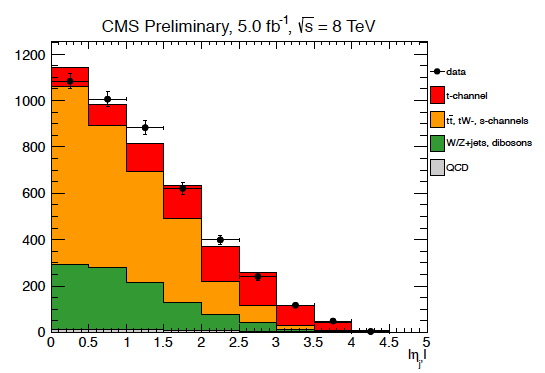 CMS Preliminary, 5.0 fb⁻¹, √s = 8 TeV
1200
1000
800
600
400
200
0
0 0.5 1 1.5 2 2.5 3 3.5 4 4.5 5
|ηj'|
data
t-channel
tt̄, tW-, s-channels
W/Z+jets, dibosons
QCD